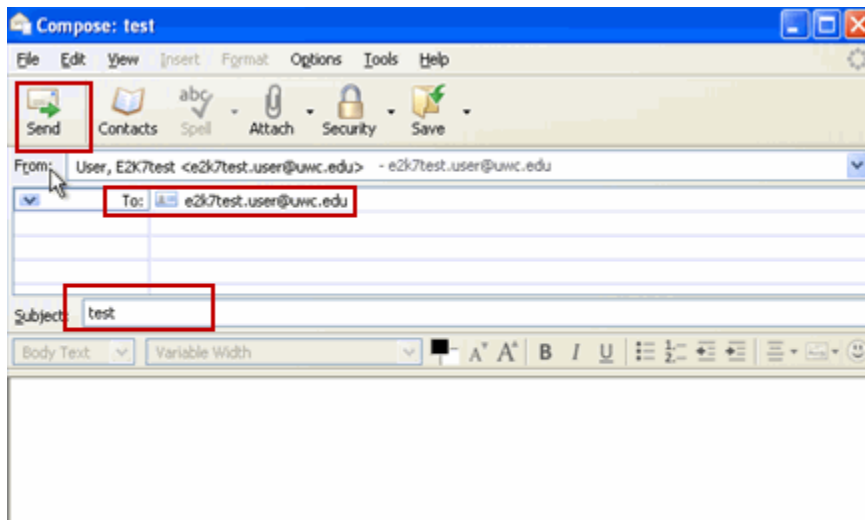 Compose: test
File Edit View Insert Format Options Tools Help
abc
Send Contacts Spell Attach Security Save
From: User, E2K7test <e2k7test.user@uwc.edu> - e2k7test.user@uwc.edu
To: e2k7test.user@uwc.edu
Subject: test
Body Text Variable Width A A B I U